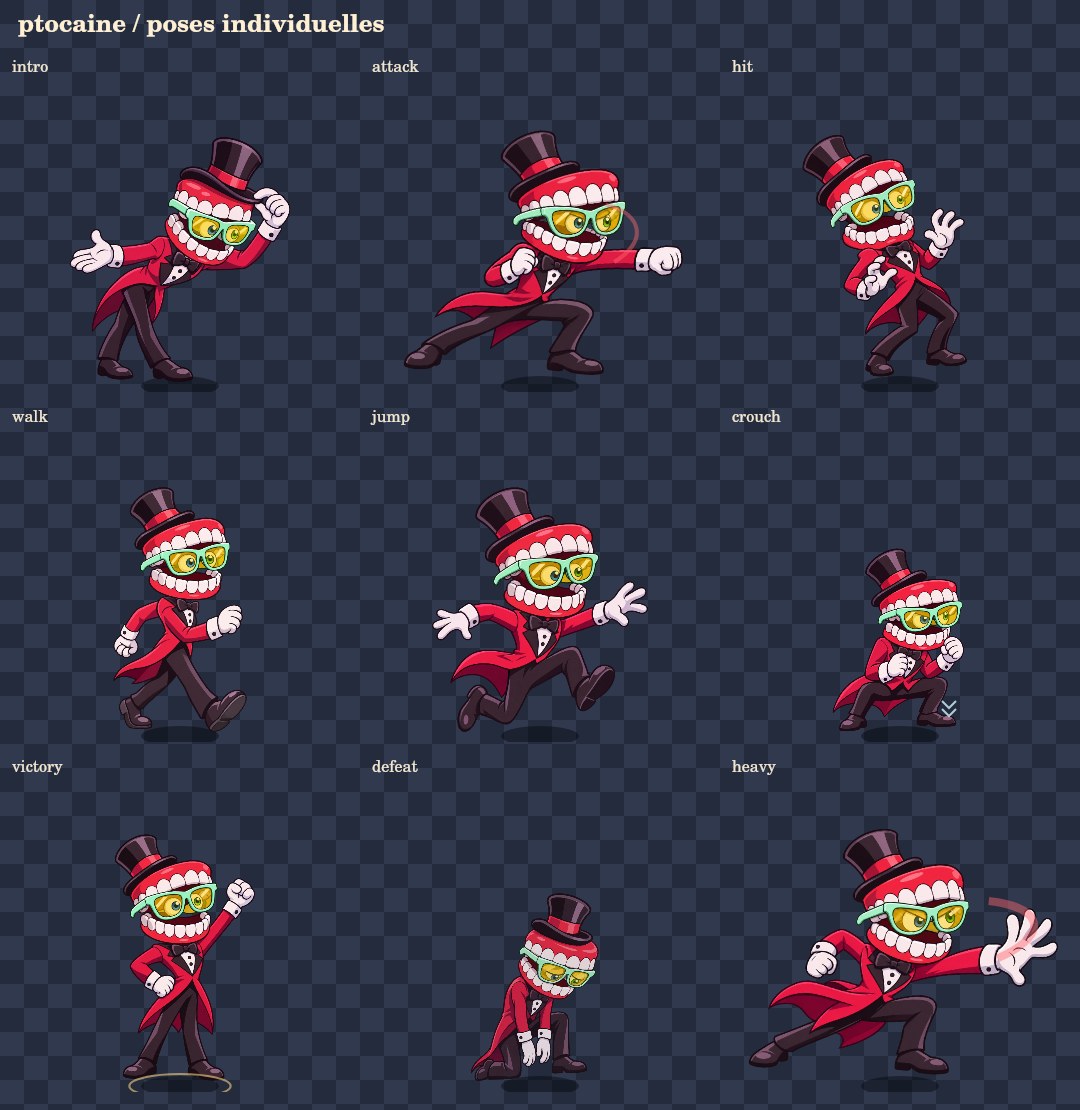 ptocaine / poses individuelles
intro
attack
hit
walk
jump
crouch
victory
defeat
heavy